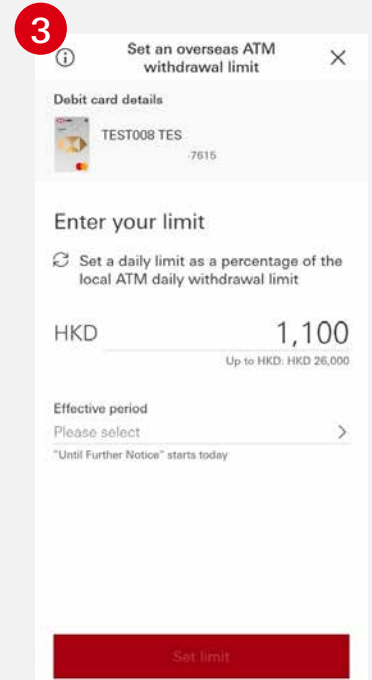 3
Set an overseas ATM
withdrawal limit
Debit card details
TEST008 TES
-7615
Enter your limit
Set a daily limit as a percentage of the
local ATM daily withdrawal limit
HKD 1,100
Up to HKD: HKD 26,000
Effective period
Please select
"Until Further Notice" starts today
Set limit